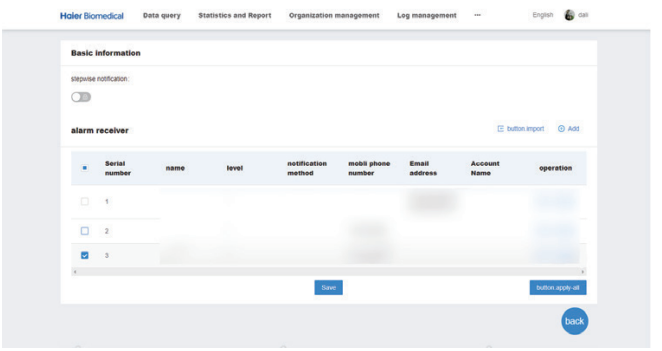 Haier Biomedical Data query Statistics and Report Organization management Log management ··· English dali
Basic information
stepwise notification:
alarm receiver button.import Add
Serial number name level notification method mobil phone number Email address Account Name operation
1
2
3
Save button.apply-all
back